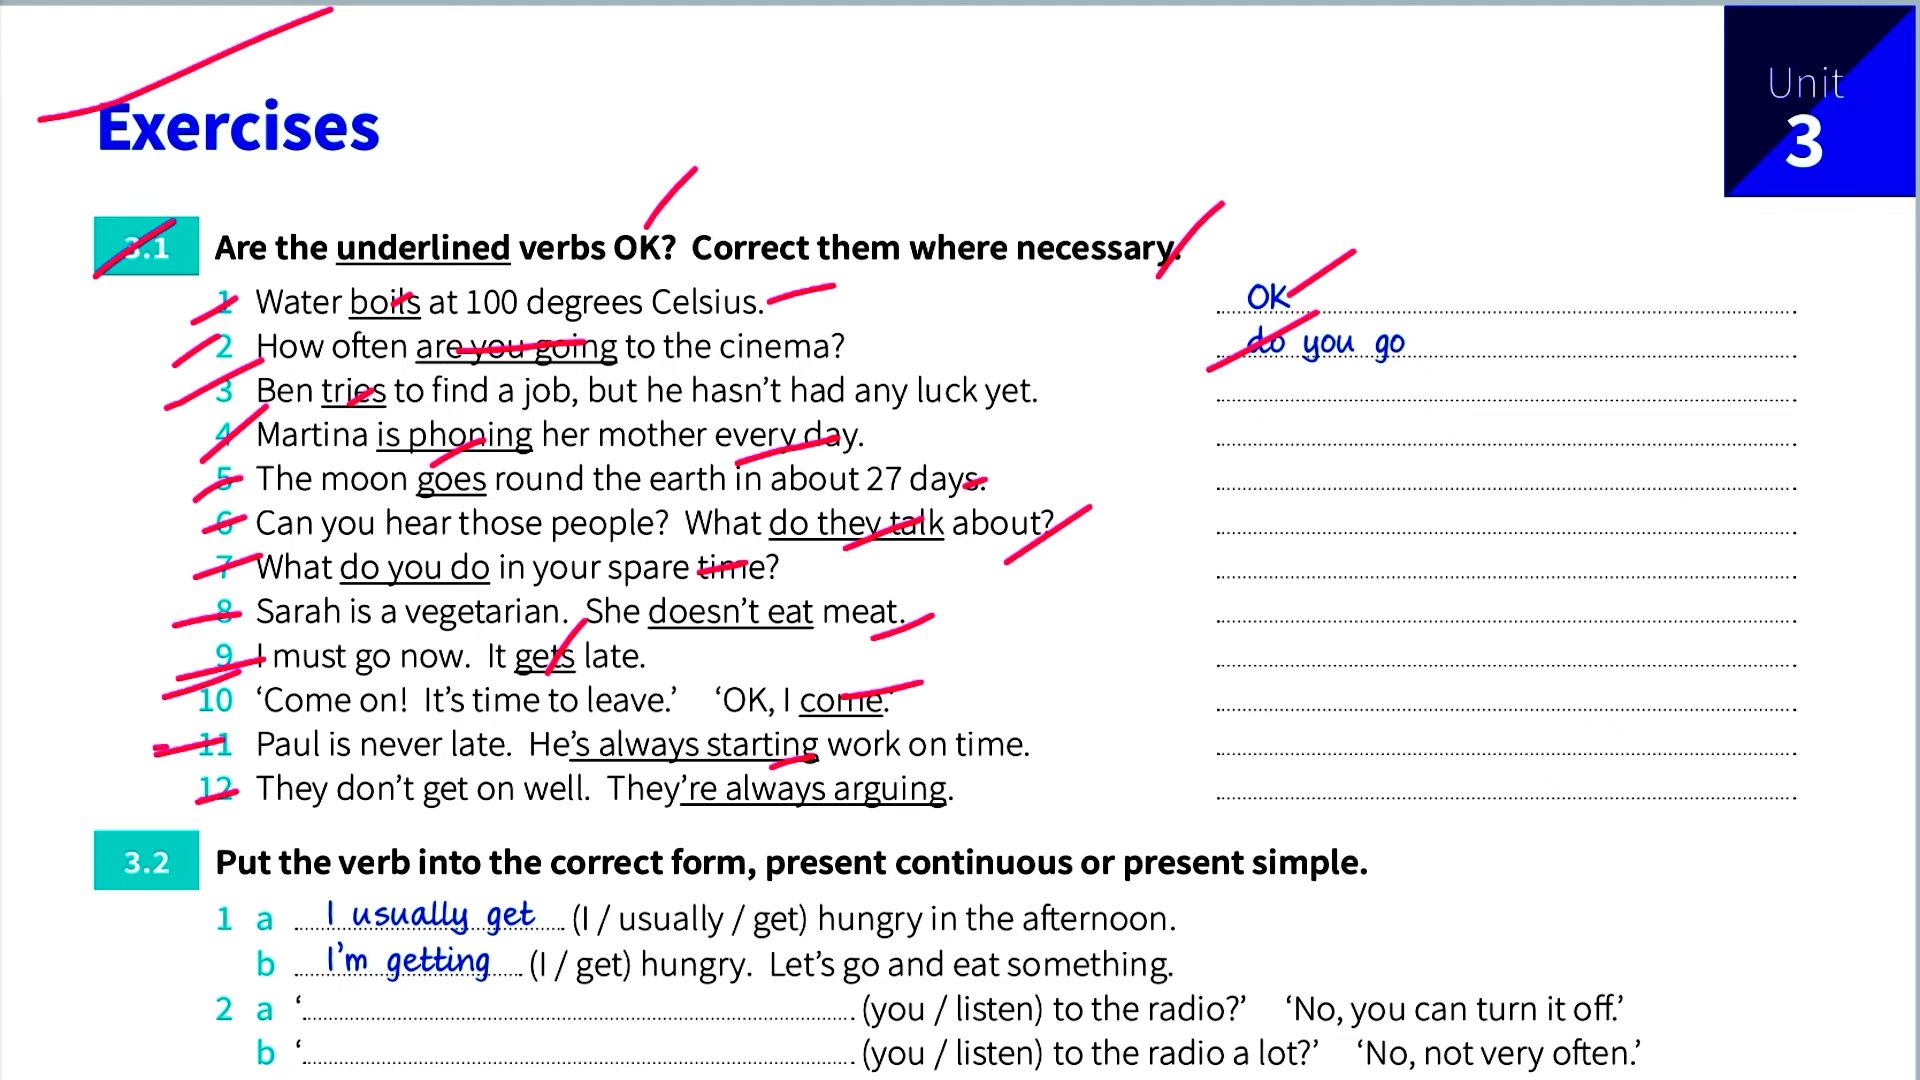 Unit
3
Exercises
3.1 Are the underlined verbs OK? Correct them where necessary.
1 Water boils at 100 degrees Celsius. OK
2 How often are you going to the cinema? do you go
3 Ben tries to find a job, but he hasn’t had any luck yet.
4 Martina is phoning her mother every day.
5 The moon goes round the earth in about 27 days.
6 Can you hear those people? What do they talk about?
7 What do you do in your spare time?
8 Sarah is a vegetarian. She doesn’t eat meat.
9 I must go now. It gets late.
10 ‘Come on! It’s time to leave.’ ‘OK, I come.’
11 Paul is never late. He’s always starting work on time.
12 They don’t get on well. They’re always arguing.
3.2 Put the verb into the correct form, present continuous or present simple.
1 a I usually get (I / usually / get) hungry in the afternoon.
b I’m getting (I / get) hungry. Let’s go and eat something.
2 a ‘ (you / listen) to the radio?’ ‘No, you can turn it off.’
b ‘ (you / listen) to the radio a lot?’ ‘No, not very often.’